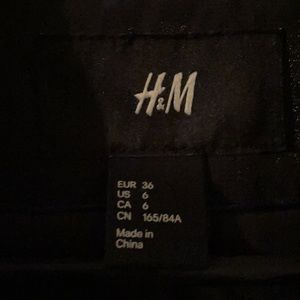 H&M
EUR 36
US 6
CA 6
CN 165/84A
Made in
China